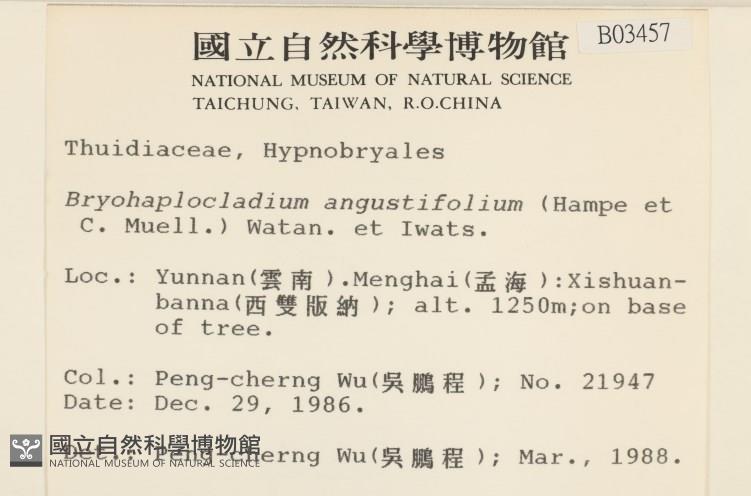 國立自然科學博物館
B03457
NATIONAL MUSEUM OF NATURAL SCIENCE
TAICHUNG, TAIWAN, R.O.CHINA
Thuidiaceae, Hypnobryales
Bryohaplocladium angustifolium (Hampe et
C. Muell.) Watan. et Iwats.
Loc.: Yunnan(雲南).Menghai(孟海):Xishuan-
banna(西雙版納); alt. 1250m;on base
of tree.
Col.: Peng-cherng Wu(吳鵬程); No. 21947
Date: Dec. 29, 1986.
國立自然科學博物館
Det.: Peng-cherng Wu(吳鵬程); Mar., 1988.
NATIONAL MUSEUM OF NATURAL SCIENCE